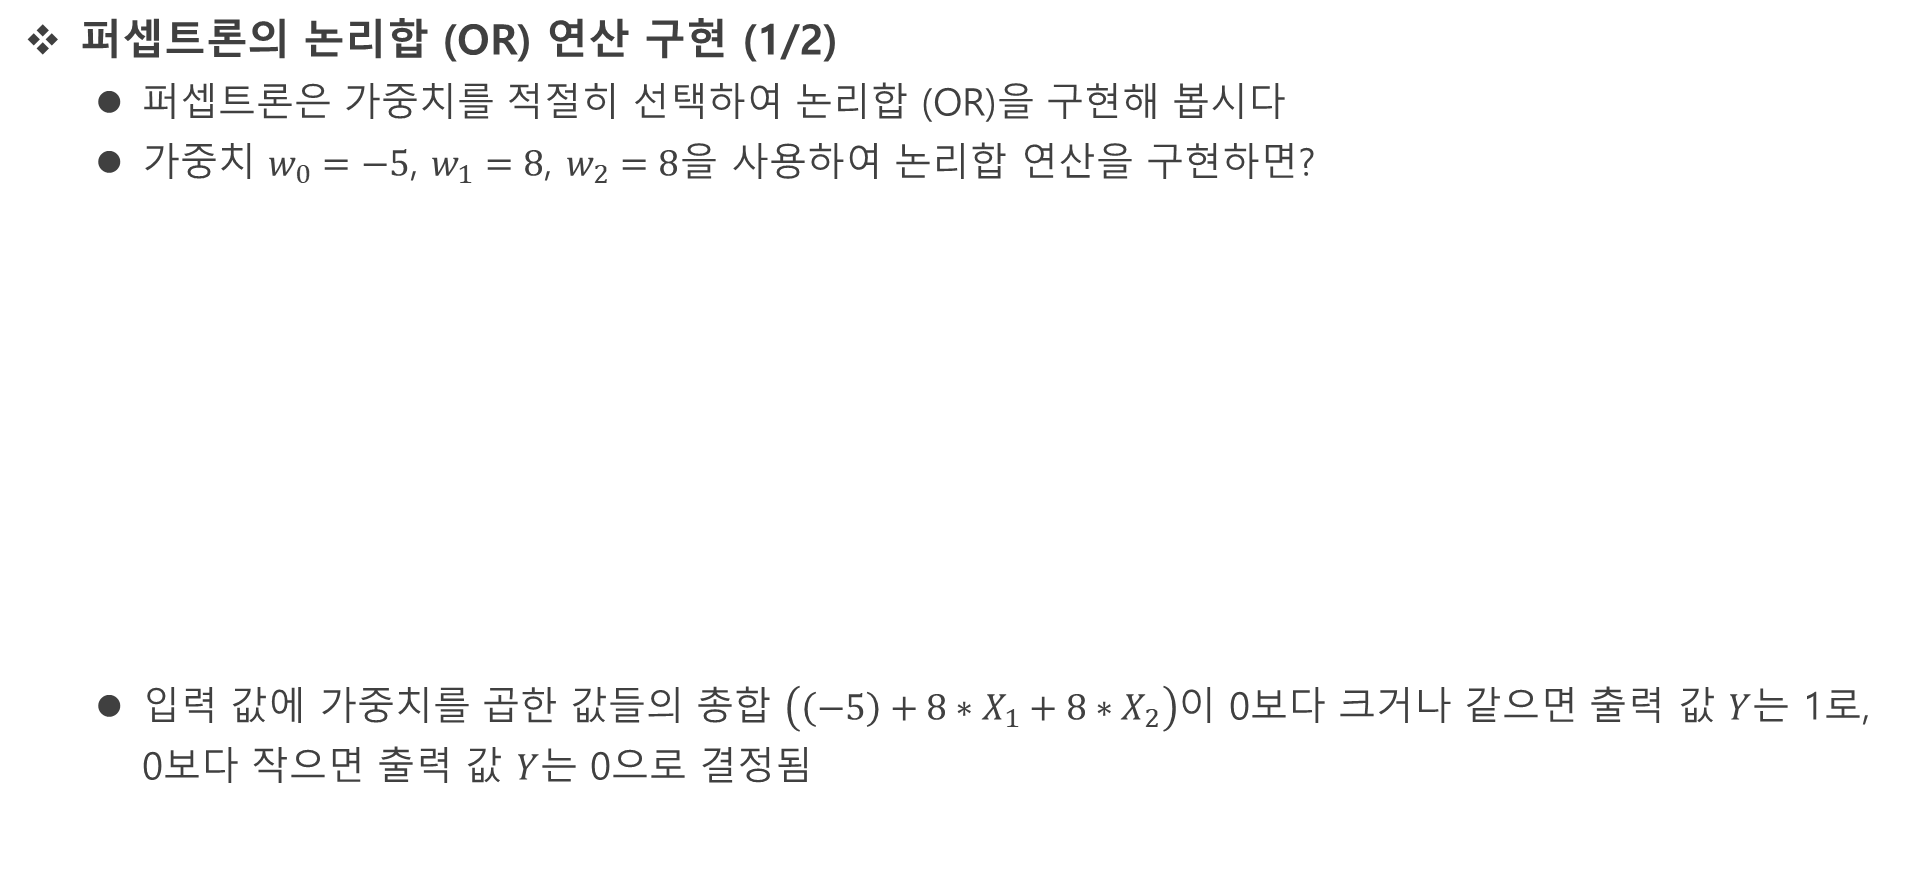 ❖ 퍼셉트론의 논리합 (OR) 연산 구현 (1/2)
● 퍼셉트론은 가중치를 적절히 선택하여 논리합 (OR)을 구현해 봅시다
● 가중치 w₀ = −5, w₁ = 8, w₂ = 8을 사용하여 논리합 연산을 구현하면?
● 입력 값에 가중치를 곱한 값들의 총합 ((−5) + 8 ∗ X₁ + 8 ∗ X₂)이 0보다 크거나 같으면 출력 값 Y는 1로,
0보다 작으면 출력 값 Y는 0으로 결정됨